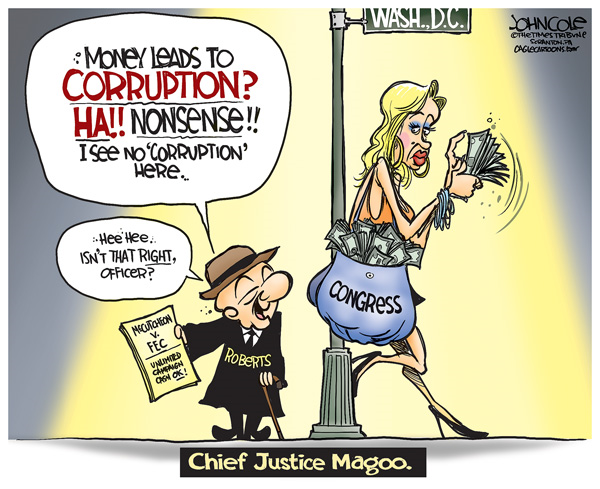 WASH., D.C.
JOHN COLE
©THE TIMES TRIBUNE
SCRANTON, PA
CAGLECARTOONS.COM
..MONEY LEADS TO
CORRUPTION?
HA!! NONSENSE!!
I SEE NO 'CORRUPTION'
HERE..
..HEE HEE..
ISN'T THAT RIGHT,
OFFICER?
McCUTCHEON
V.
FEC
UNLIMITED
CAMPAIGN
CASH OK!
ROBERTS
CONGRESS
Chief Justice Magoo.